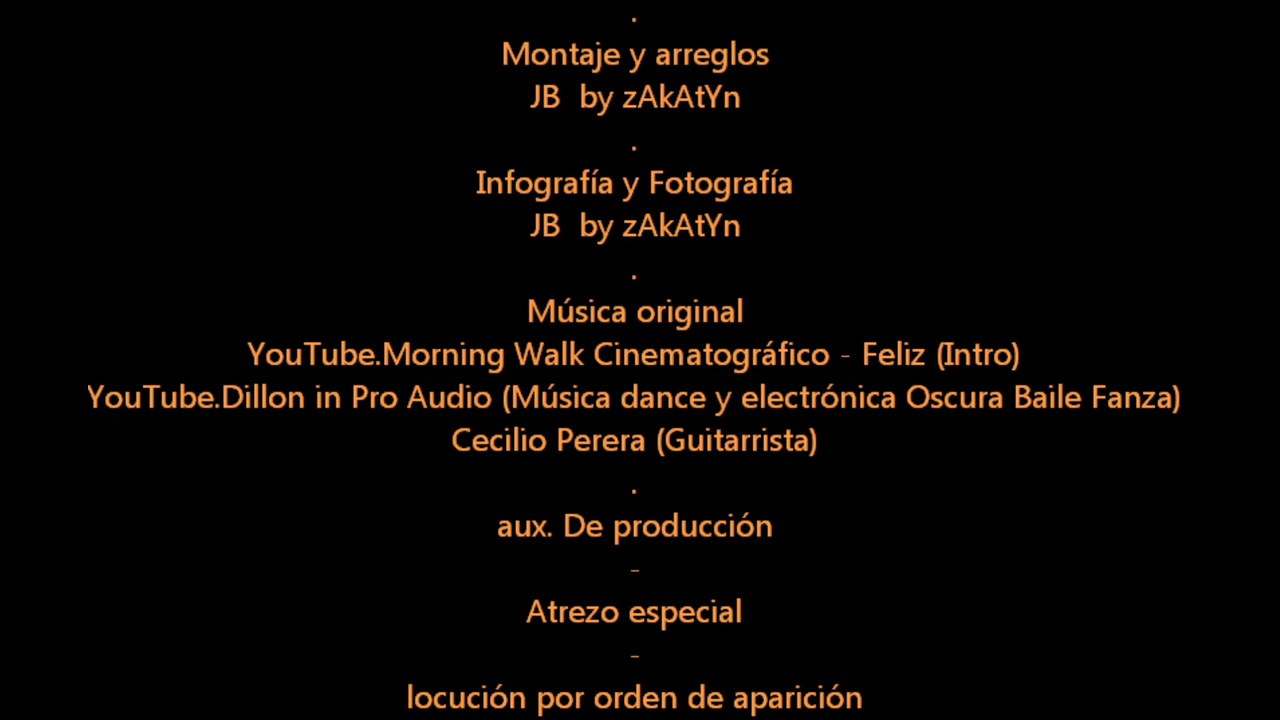 .
Montaje y arreglos
JB  by zAkAtYn
.
Infografía y Fotografía
JB  by zAkAtYn
.
Música original
YouTube.Morning Walk Cinematográfico - Feliz (Intro)
YouTube.Dillon in Pro Audio (Música dance y electrónica Oscura Baile Fanza)
Cecilio Perera (Guitarrista)
.
aux. De producción
-
Atrezo especial
-
locución por orden de aparición